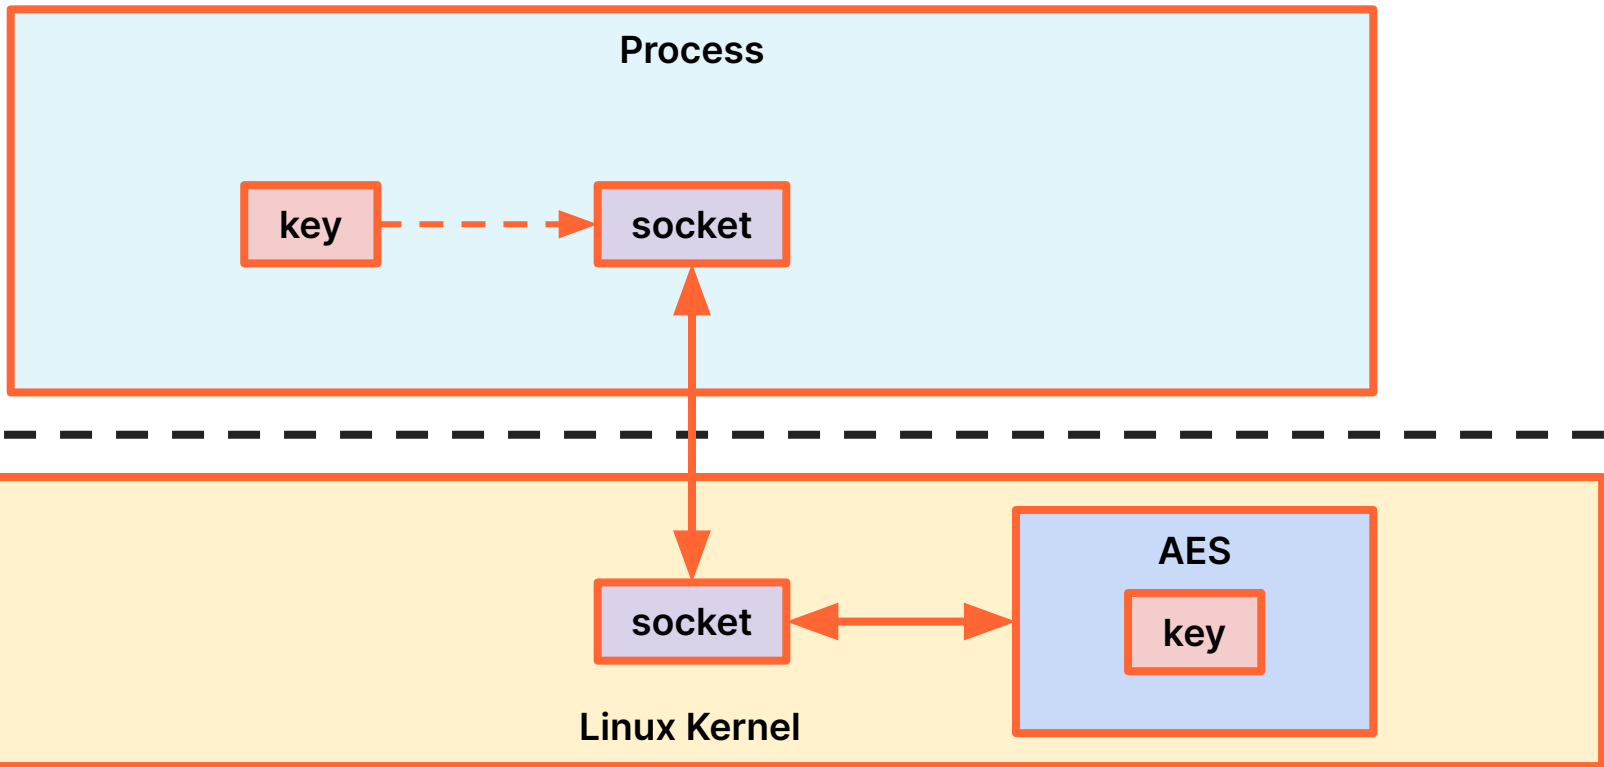 Process
key
socket
socket
AES
key
Linux Kernel